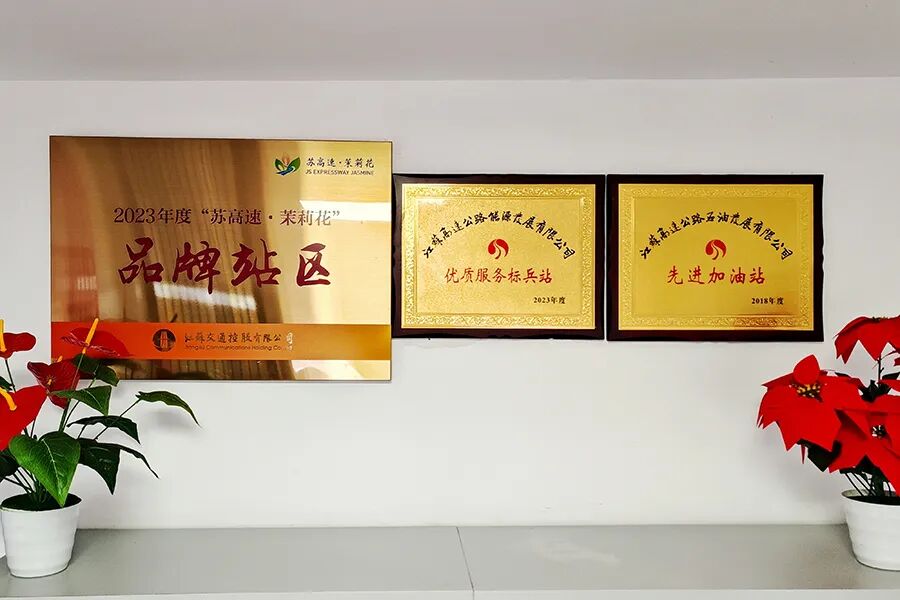 苏高速·茉莉花
JS EXPRESSWAY JASMINE
2023年度“苏高速·茉莉花”
品牌站区
江苏交通控股有限公司
Jiangsu Communications Holding Co.
江苏高速公路能源发展有限公司
优质服务标兵站
2023年度
江苏高速公路石油发展有限公司
先进加油站
2018年度